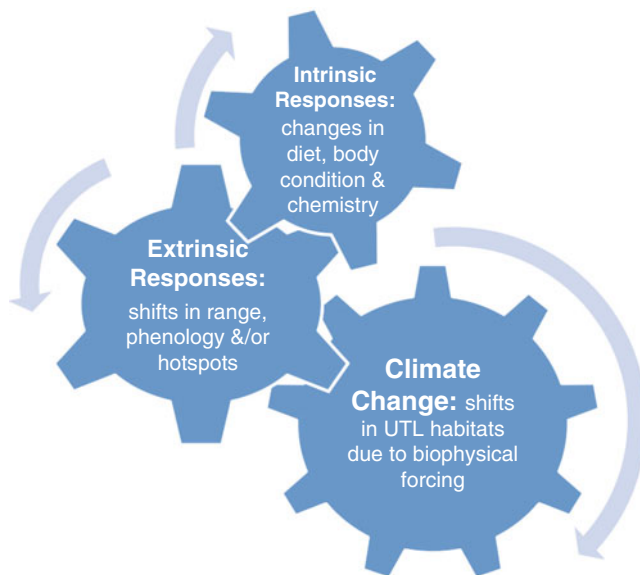 Intrinsic
Responses:
changes in
diet, body
condition &
chemistry
Extrinsic
Responses:
shifts in range,
phenology &/or
hotspots
Climate
Change: shifts
in UTL habitats
due to biophysical
forcing